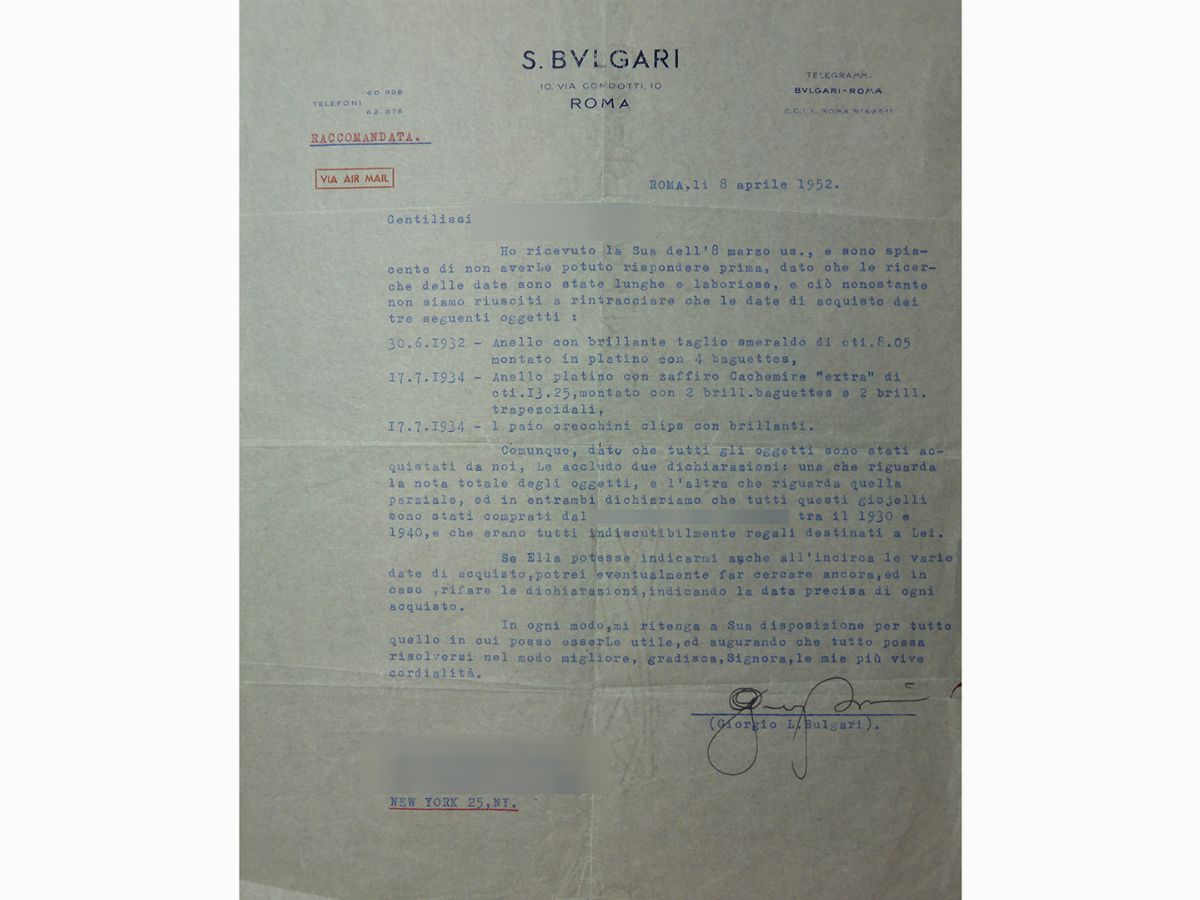 S. BVLGARI
10, VIA CONDOTTI, 10
ROMA
60.998
TELEFONI
62.876
TELEGRAMMI
BVLGARI-ROMA
C.C.I.A. ROMA N°
RACCOMANDATA.
VIA AIR MAIL
ROMA,li 8 aprile 1952.
Gentilissi
Ho ricevuto la Sua dell'8 marzo us., e sono spia-
cente di non averLe potuto rispondere prima, dato che le ricer-
che delle date sono state lunghe e laboriose, e ciò nonostante
non siamo riusciti a rintracciare che le date di acquisto dei
tre seguenti oggetti :
30.6.1932 - Anello con brillante taglio smeraldo di cti.8.05
montato in platino con 4 baguettes,
17.7.1934 - Anello platino con zaffiro Cachemire "extra" di
cti.13.25,montato con 2 brill.baguettes e 2 brill.
trapezoidali,
17.7.1934 - 1 paio orecchini clips con brillanti.
Comunque, dato che tutti gli oggetti sono stati ac-
quistati da noi, Le accludo due dichiarazioni: una che riguarda
la nota totale degli oggetti, e l'altra che riguarda quella
parziale, ed in entrambi dichiariamo che tutti questi giojelli
sono stati comprati dal tra il 1930 e
1940,e che erano tutti indiscutibilmente regali destinati a Lei.
Se Ella potesse indicarmi anche all'incirca le varie
date di acquisto,potrei eventualmente far cercare ancora,ed in
caso ,rifare le dichiarazioni,indicando la data precisa di ogni
acquisto.
In ogni modo,mi ritenga a Sua disposizione per tutto
quello in cui posso esserLe utile,ed augurando che tutto possa
risolversi nel modo migliore, gradisca,Signora,le mie più vive
cordialità.
(Giorgio L.Bulgari).
NEW YORK 25,NY.